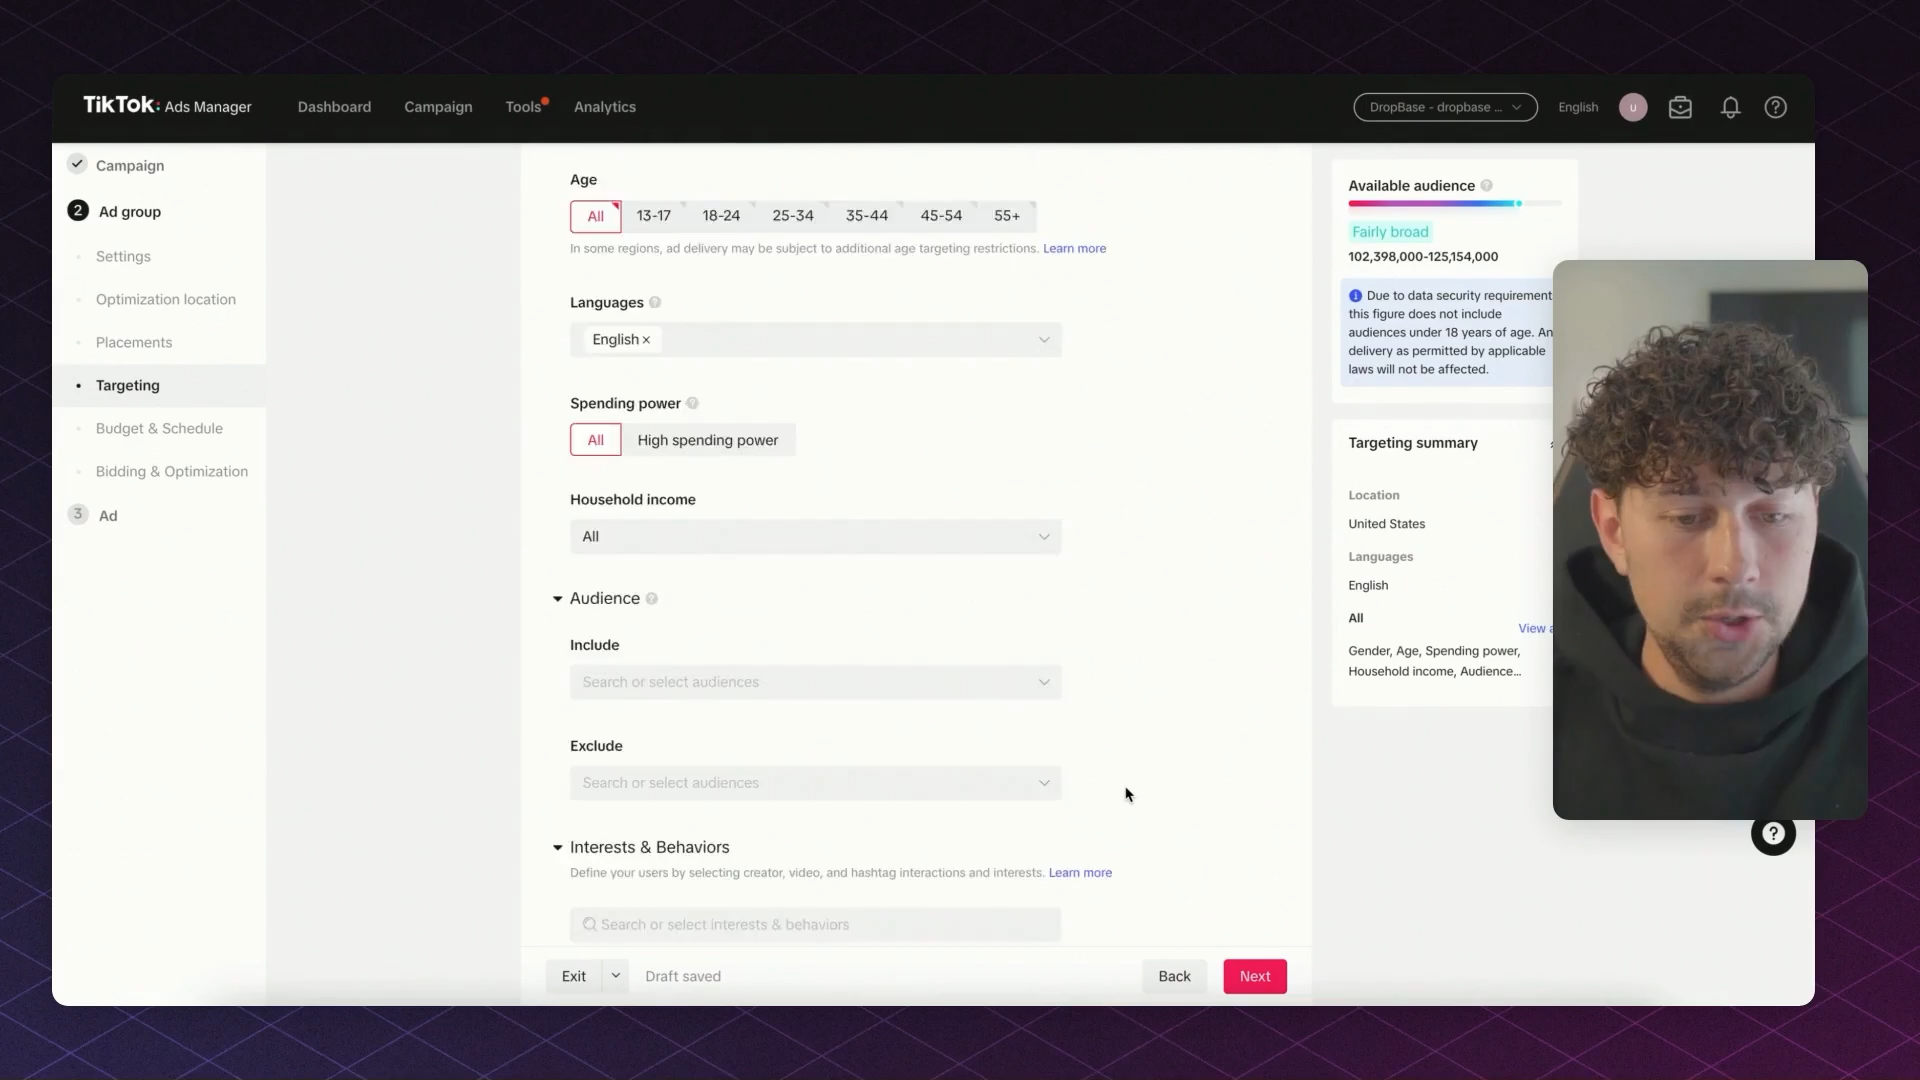 TikTok: Ads Manager
Dashboard
Campaign
Tools
Analytics
DropBase - dropbase ...
English
u
Campaign
2 Ad group
Settings
Optimization location
Placements
Targeting
Budget & Schedule
Bidding & Optimization
3 Ad
Age
All 13-17 18-24 25-34 35-44 45-54 55+
In some regions, ad delivery may be subject to additional age targeting restrictions. Learn more
Languages
English ×
Spending power
All High spending power
Household income
All
Audience
Include
Search or select audiences
Exclude
Search or select audiences
Interests & Behaviors
Define your users by selecting creator, video, and hashtag interactions and interests. Learn more
Search or select interests & behaviors
Exit
Draft saved
Back
Next
Available audience
Fairly broad
102,398,000-125,154,000
Due to data security requirement
this figure does not include
audiences under 18 years of age. An
delivery as permitted by applicable
laws will not be affected.
Targeting summary
Location
United States
Languages
English
All
View a
Gender, Age, Spending power,
Household income, Audience...